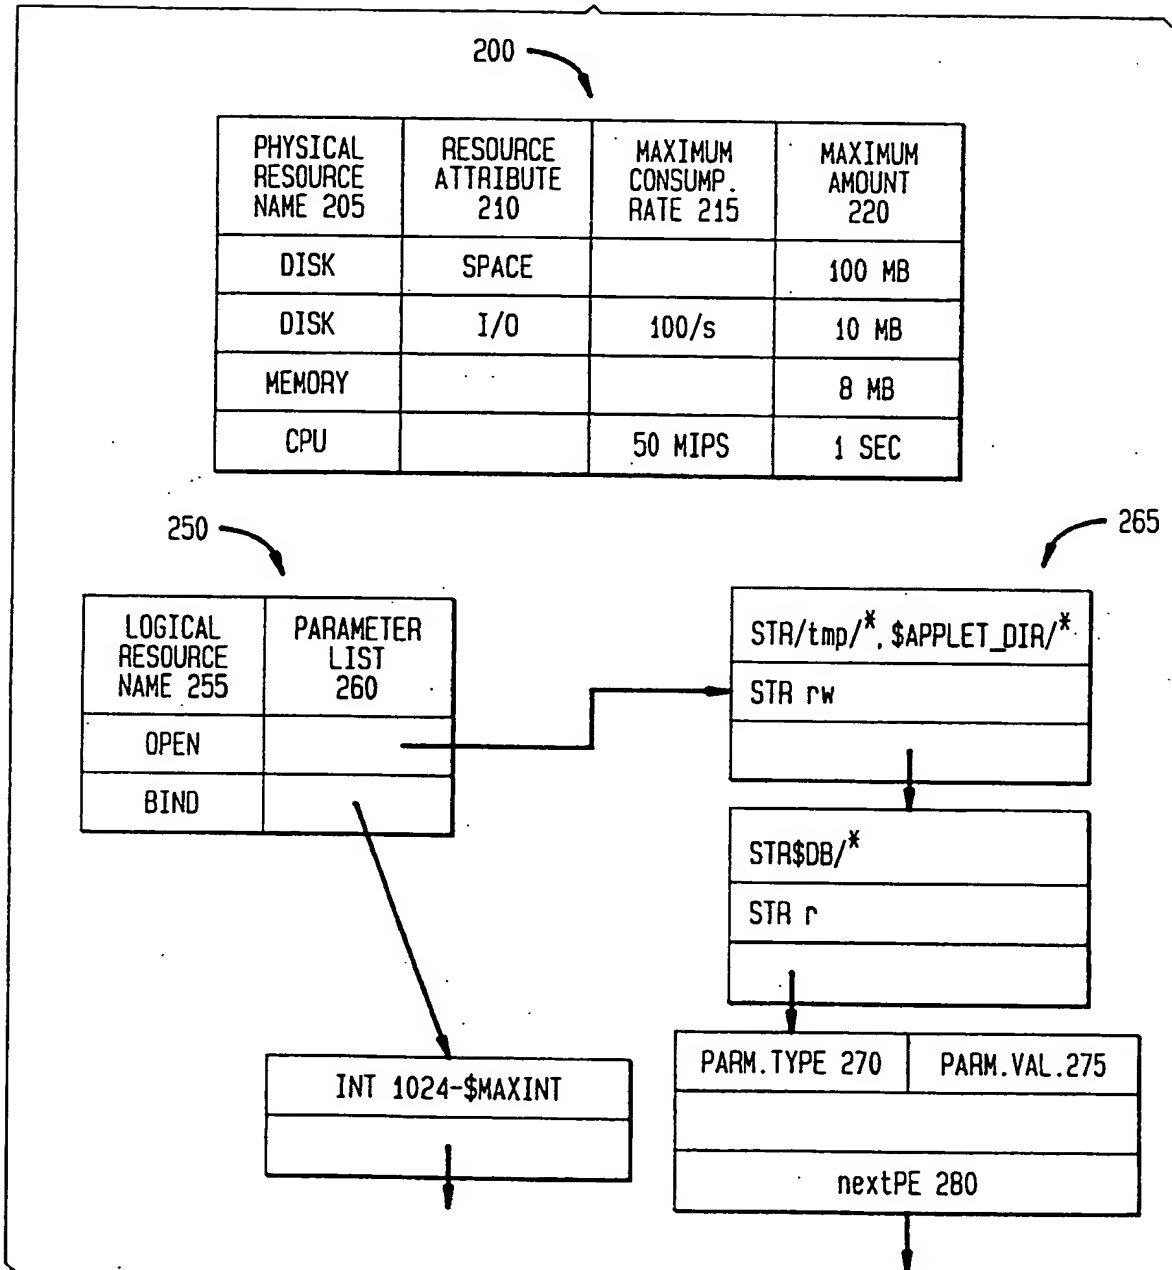 200
PHYSICAL RESOURCE NAME 205 RESOURCE ATTRIBUTE 210 MAXIMUM CONSUMP. RATE 215 MAXIMUM AMOUNT 220
DISK SPACE 100 MB
DISK I/O 100/s 10 MB
MEMORY 8 MB
CPU 50 MIPS 1 SEC
250
LOGICAL RESOURCE NAME 255 PARAMETER LIST 260
OPEN
BIND
265
STR/tmp/*, $APPLET_DIR/*
STR rw
STR$DB/*
STR r
PARM.TYPE 270 PARM.VAL.275
nextPE 280
INT 1024-$MAXINT